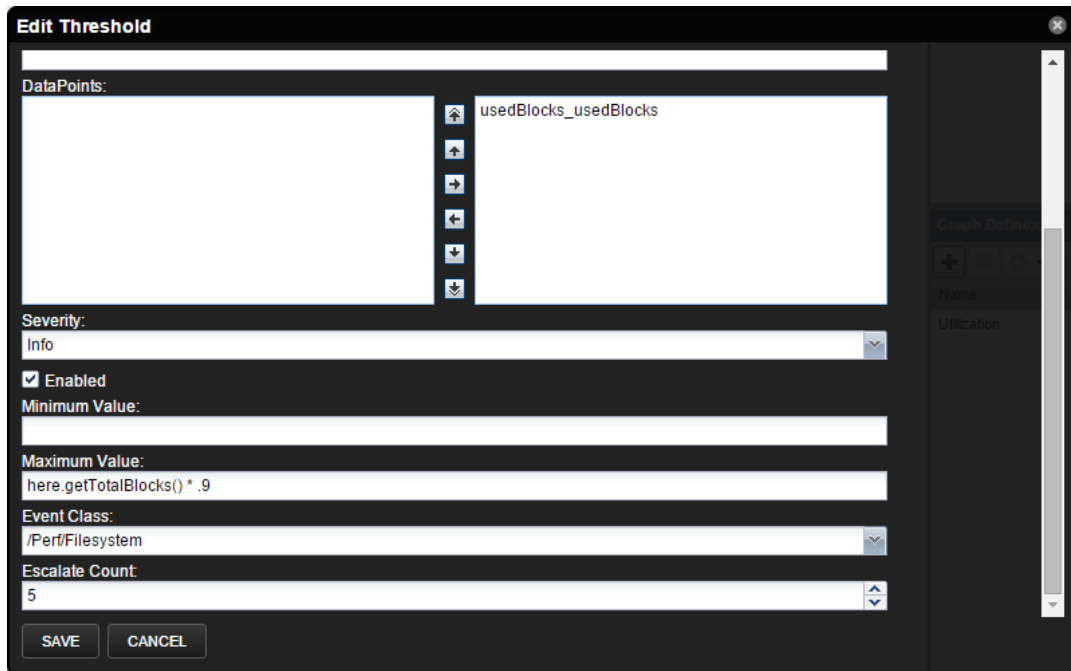 Edit Threshold
DataPoints:
usedBlocks_usedBlocks
Severity:
Info
Enabled
Minimum Value:
Maximum Value:
here.getTotalBlocks() * .9
Event Class:
/Perf/Filesystem
Escalate Count:
5
SAVE CANCEL
Graph Definiti
Name
Utilization